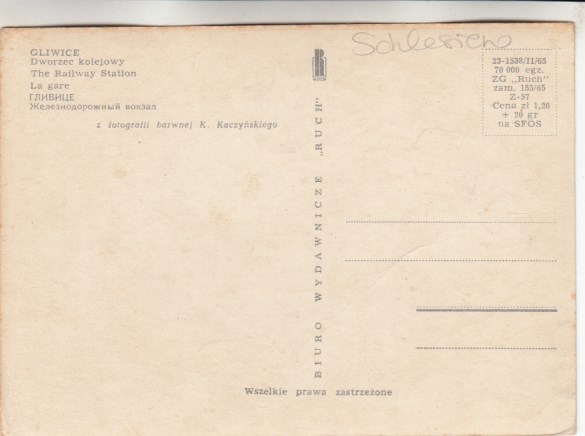 GLIWICE
Dworzec kolejowy
The Railway Station
La gare
ГЛИВИЦЕ
Железнодорожный вокзал
z fotografii barwnej K. Kaczyńskiego
BIURO WYDAWNICZE „RUCH"
Schlesien
23-1538/II/65
70 000 egz.
ZG „Ruch"
zam. 155/65
Z-57
Cena zł 1,20
+ 20 gr
na SFOS
Wszelkie prawa zastrzeżone